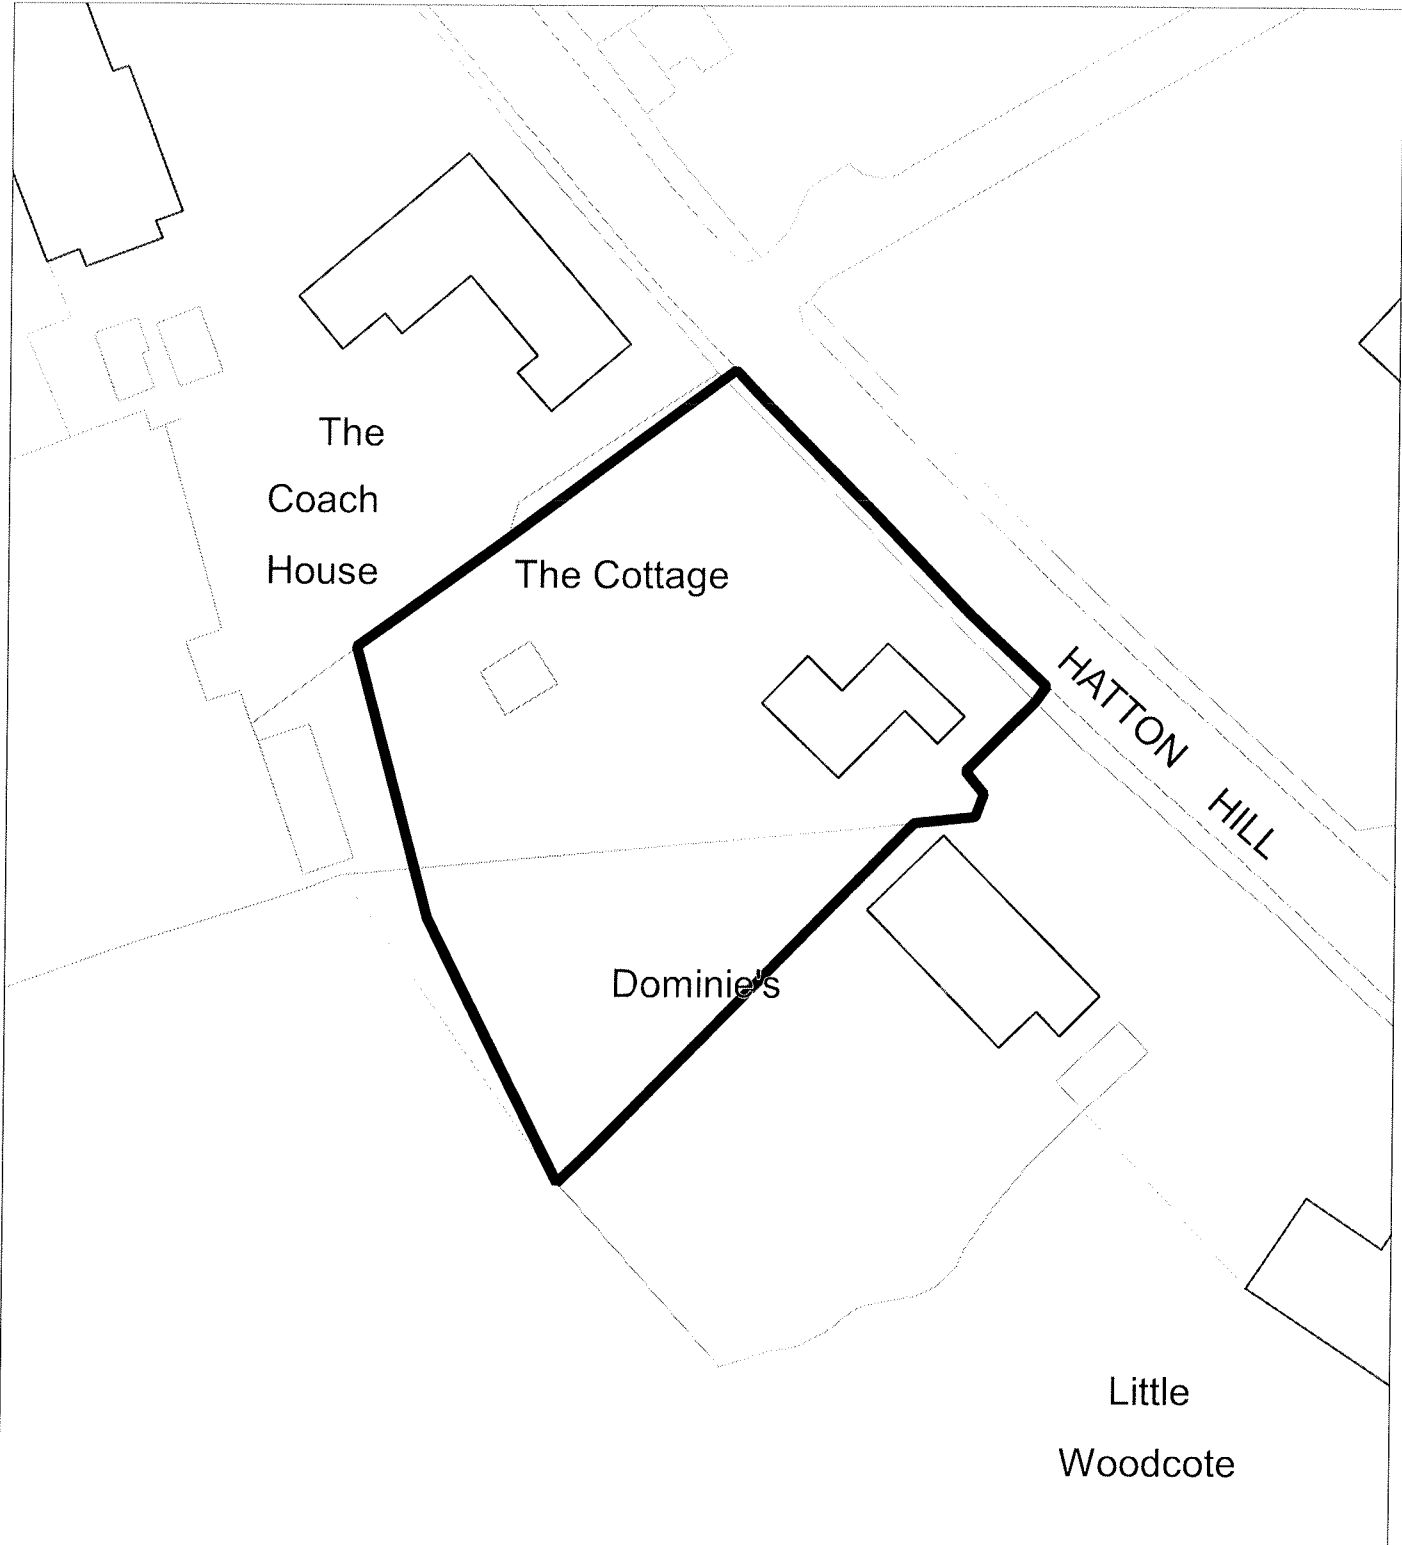 The
Coach
House
The Cottage
HATTON HILL
Dominie's
Little
Woodcote